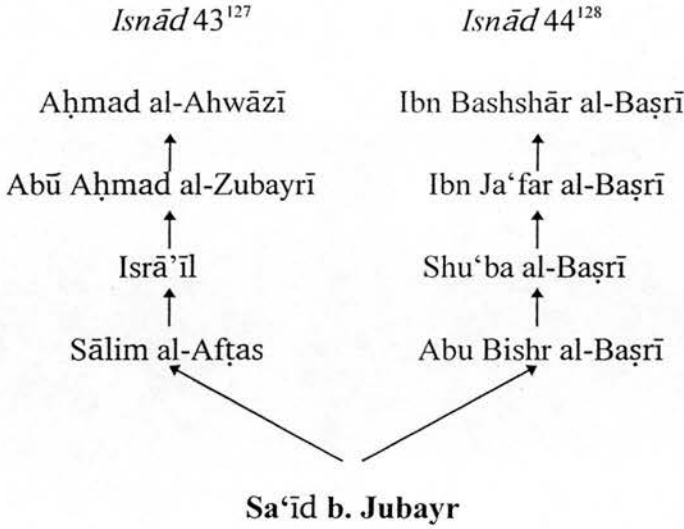 Isnād 43¹²⁷ Isnād 44¹²⁸
Aḥmad al-Ahwāzī Ibn Bashshār al-Baṣrī
Abū Aḥmad al-Zubayrī Ibn Ja‘far al-Baṣrī
Isrā’īl Shu‘ba al-Baṣrī
Sālim al-Afṭas Abu Bishr al-Baṣrī
Sa‘īd b. Jubayr